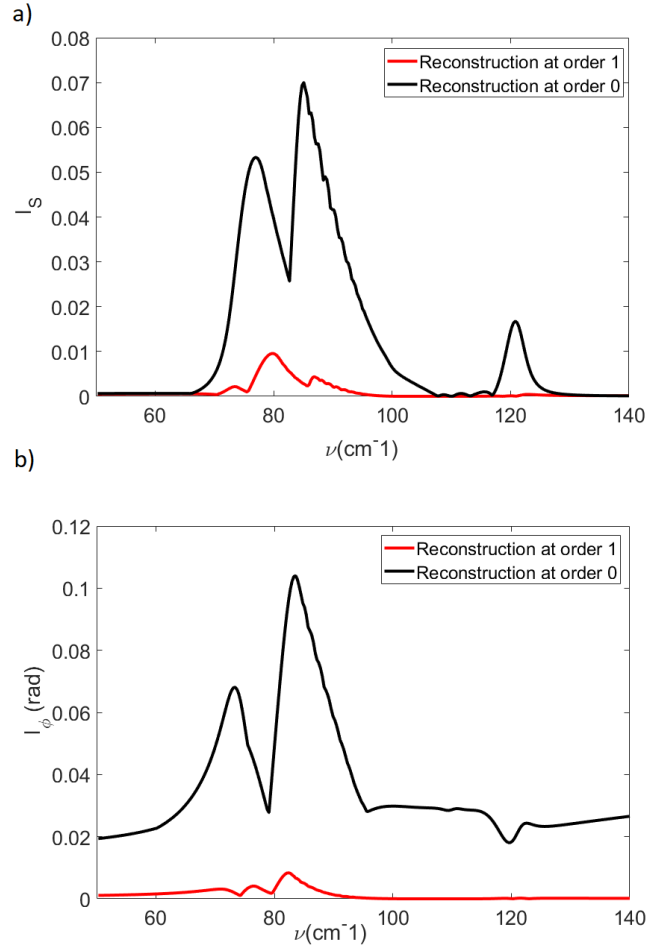 a)
0.08
0.07
0.06
0.05
0.04
0.03
0.02
0.01
0
I_S
Reconstruction at order 1
Reconstruction at order 0
60 80 100 120 140
ν(cm⁻1)
b)
0.12
0.1
0.08
0.06
0.04
0.02
0
I_ϕ (rad)
Reconstruction at order 1
Reconstruction at order 0
60 80 100 120 140
ν(cm⁻1)